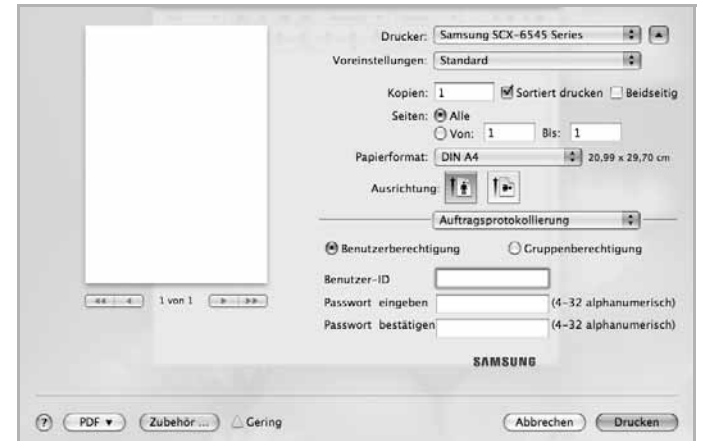 Drucker: Samsung SCX-6545 Series
Voreinstellungen: Standard
Kopien: 1 Sortiert drucken Beidseitig
Seiten: Alle
Von: 1 Bis: 1
Papierformat: DIN A4 20,99 x 29,70 cm
Ausrichtung:
Auftragsprotokollierung
Benutzerberechtigung Gruppenberechtigung
Benutzer-ID
Passwort eingeben (4-32 alphanumerisch)
Passwort bestätigen (4-32 alphanumerisch)
1 von 1
SAMSUNG
? PDF Zubehör ... Gering Abbrechen Drucken